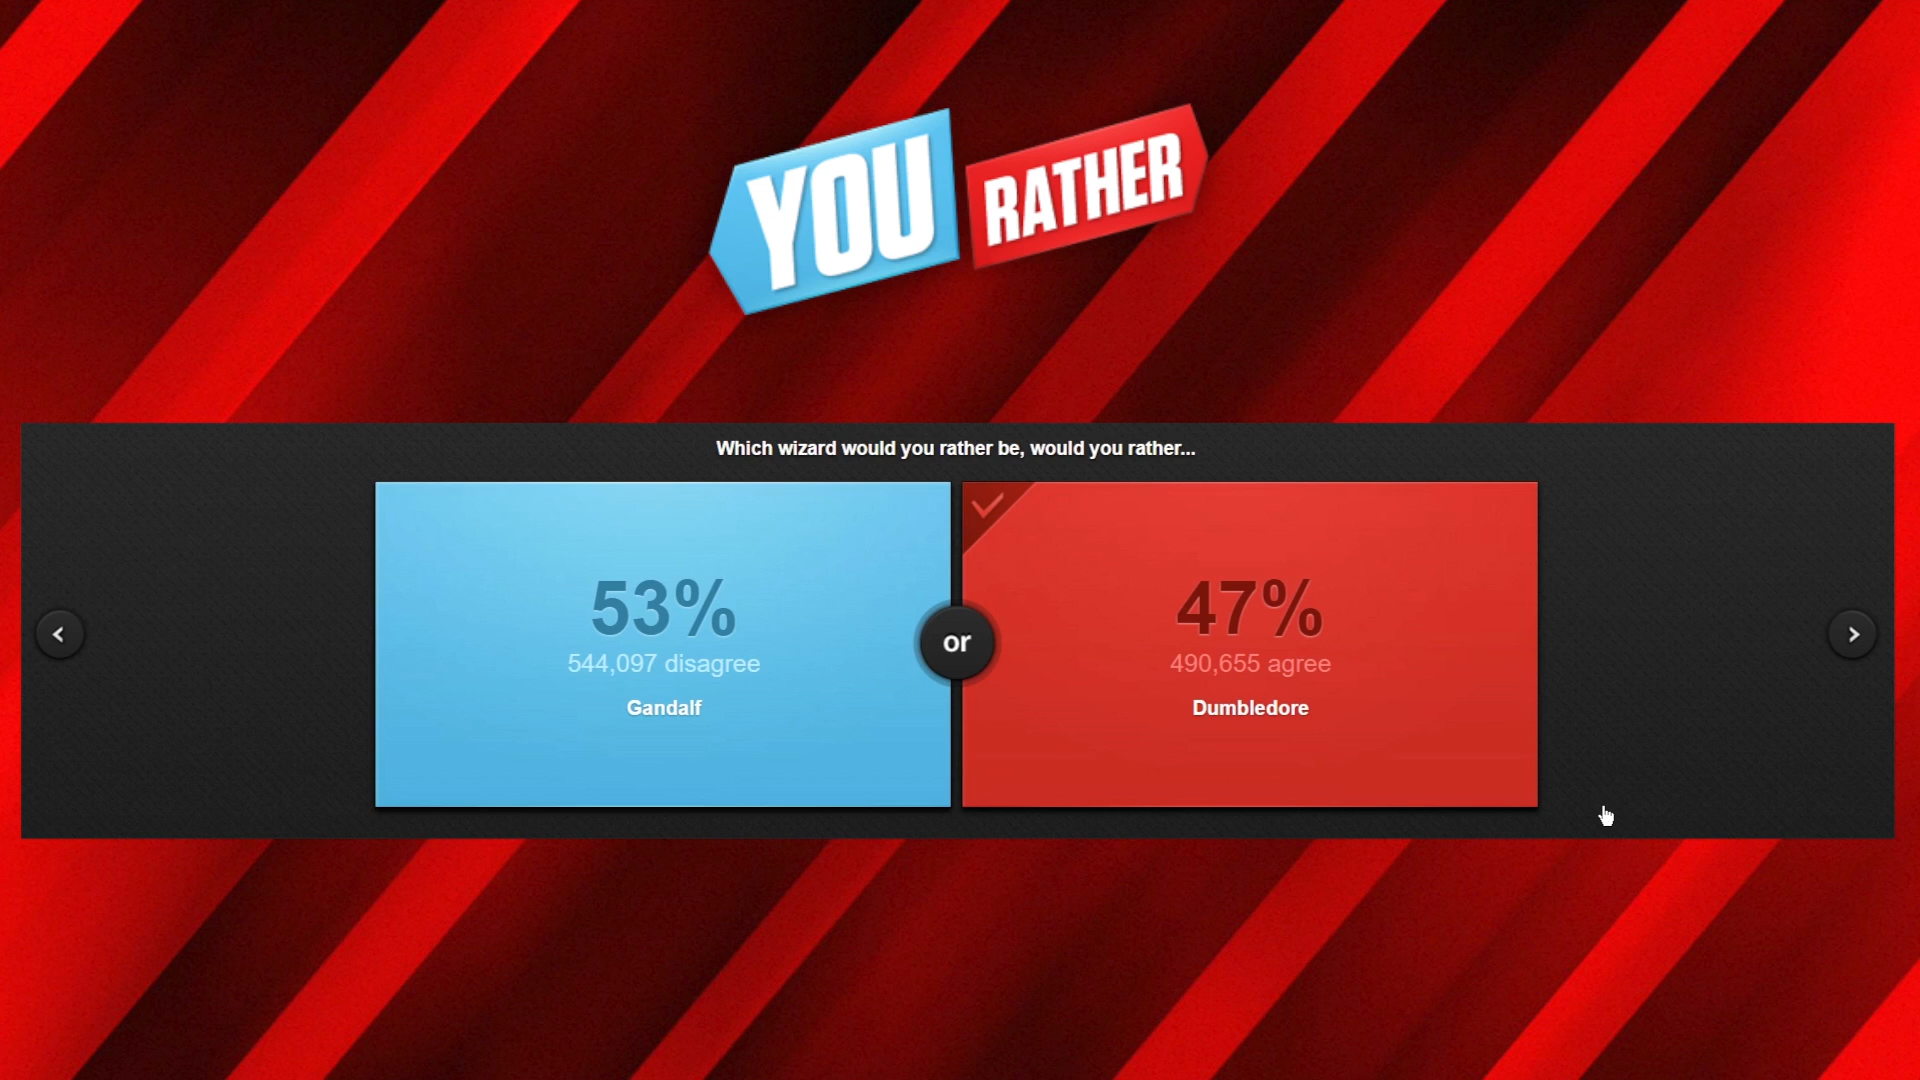 YOU RATHER
Which wizard would you rather be, would you rather...
53%
544,097 disagree
Gandalf
or
47%
490,655 agree
Dumbledore